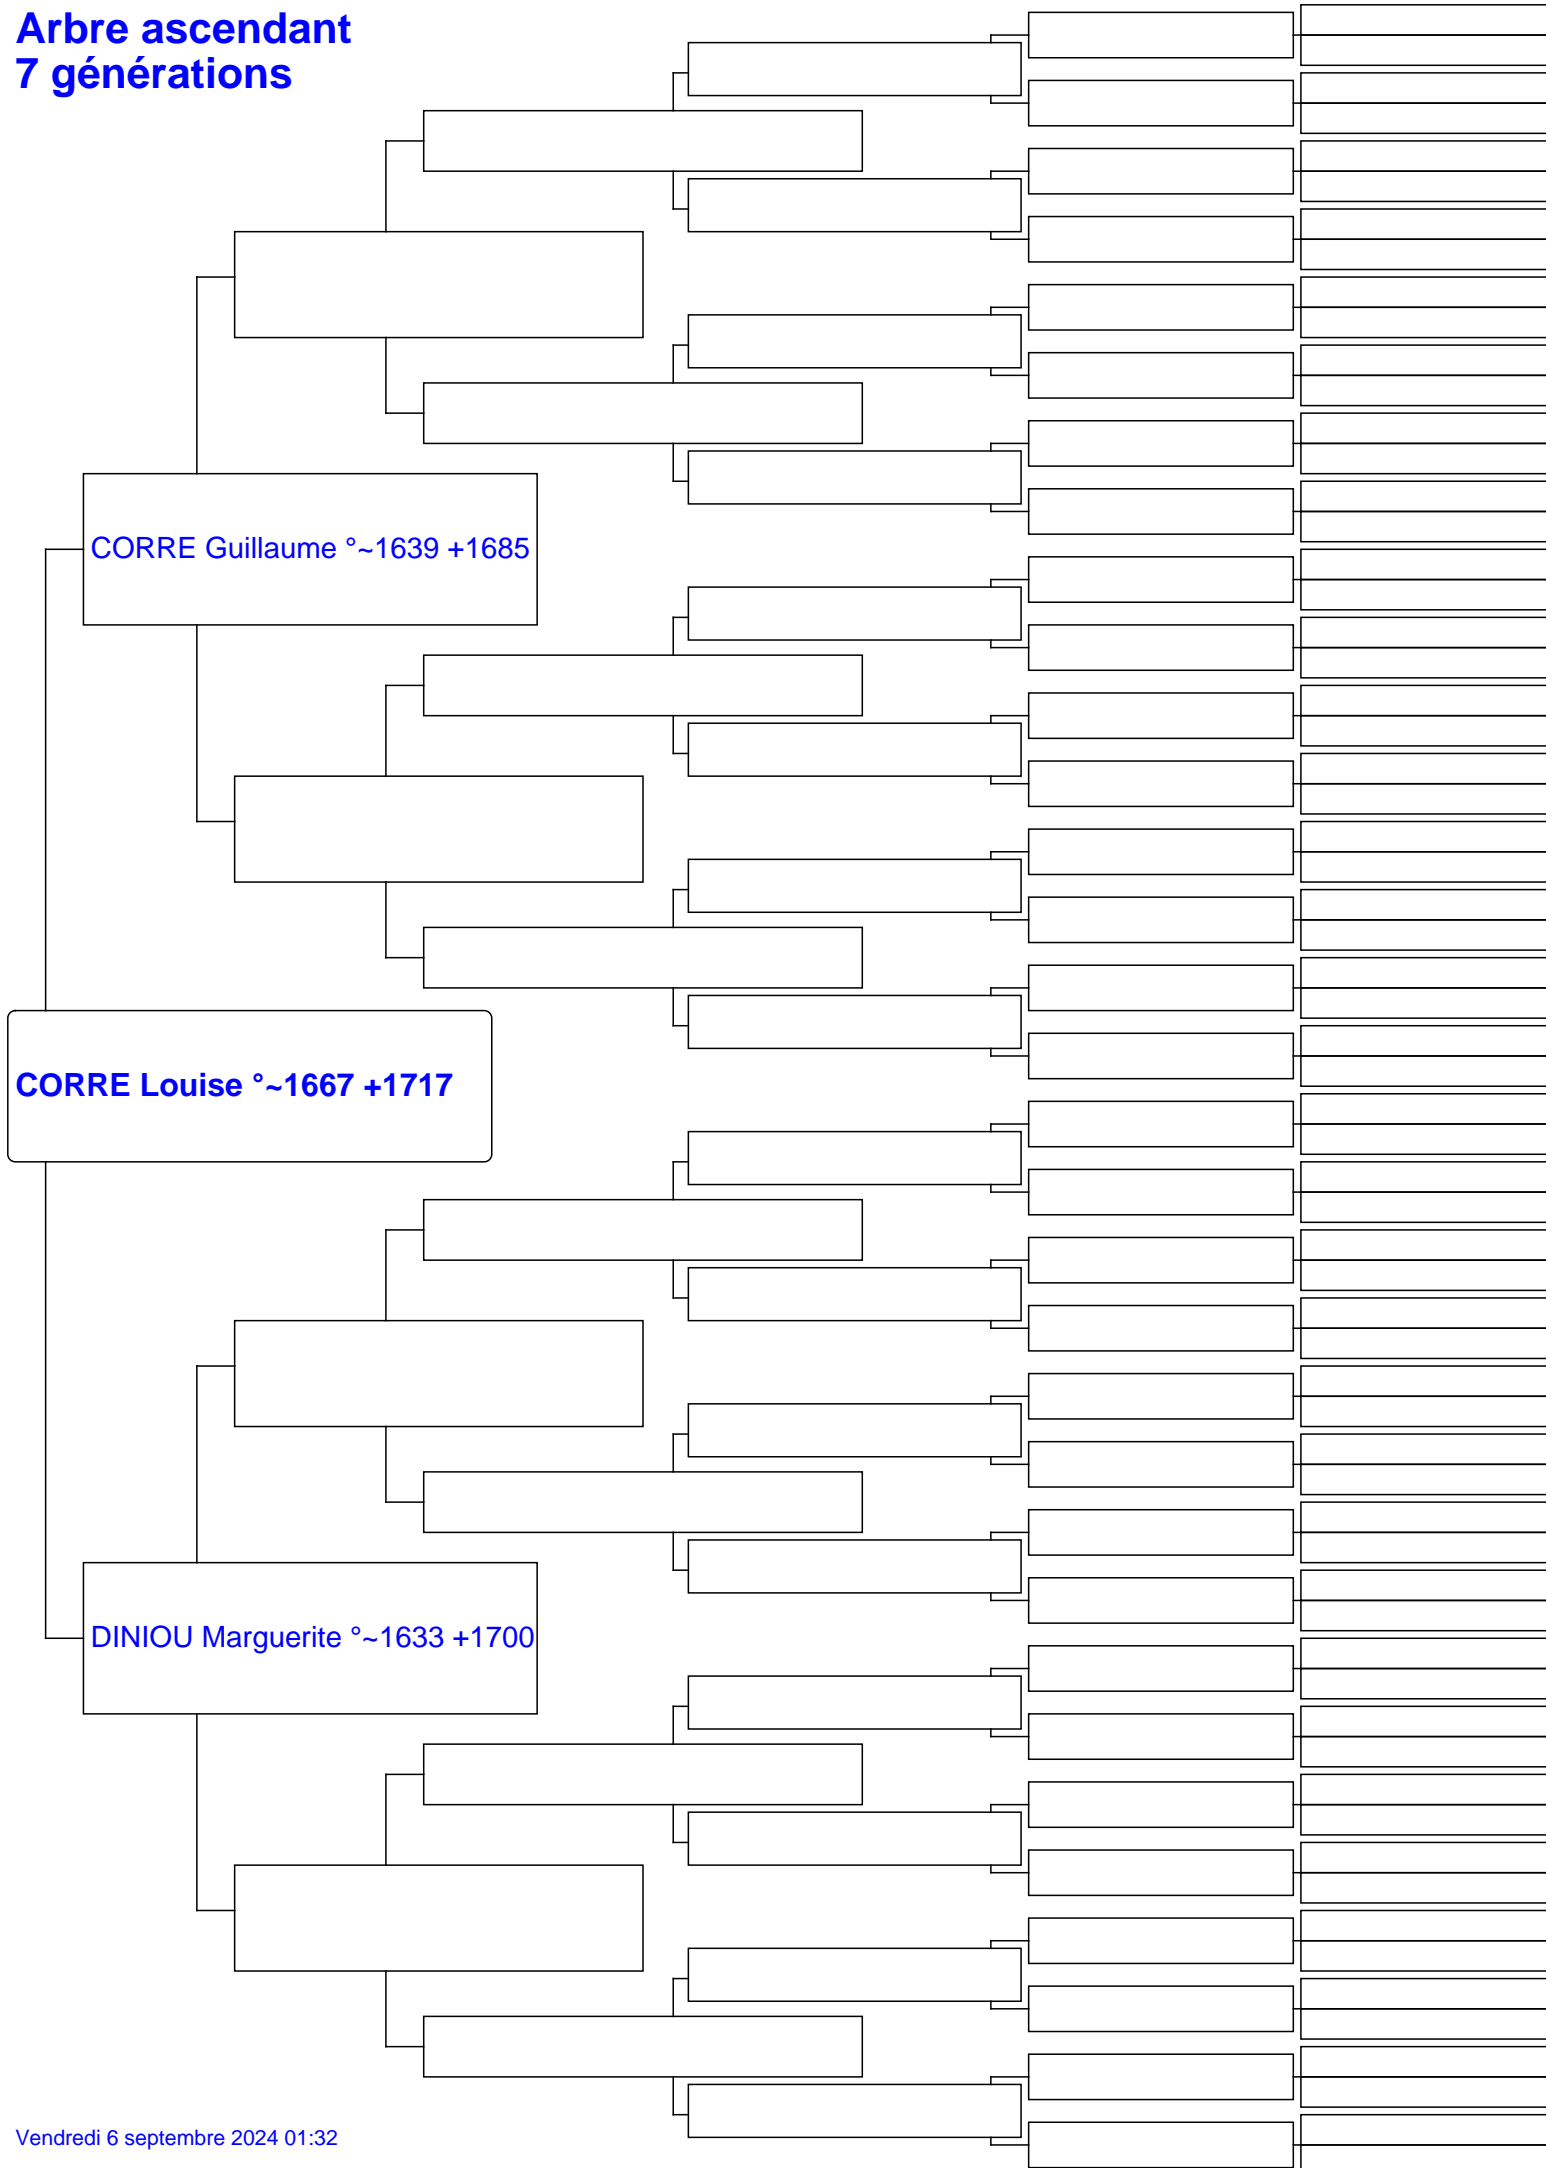 Arbre ascendant
7 générations
CORRE Guillaume °~1639 +1685
CORRE Louise °~1667 +1717
DINIOU Marguerite °~1633 +1700
Vendredi 6 septembre 2024 01:32